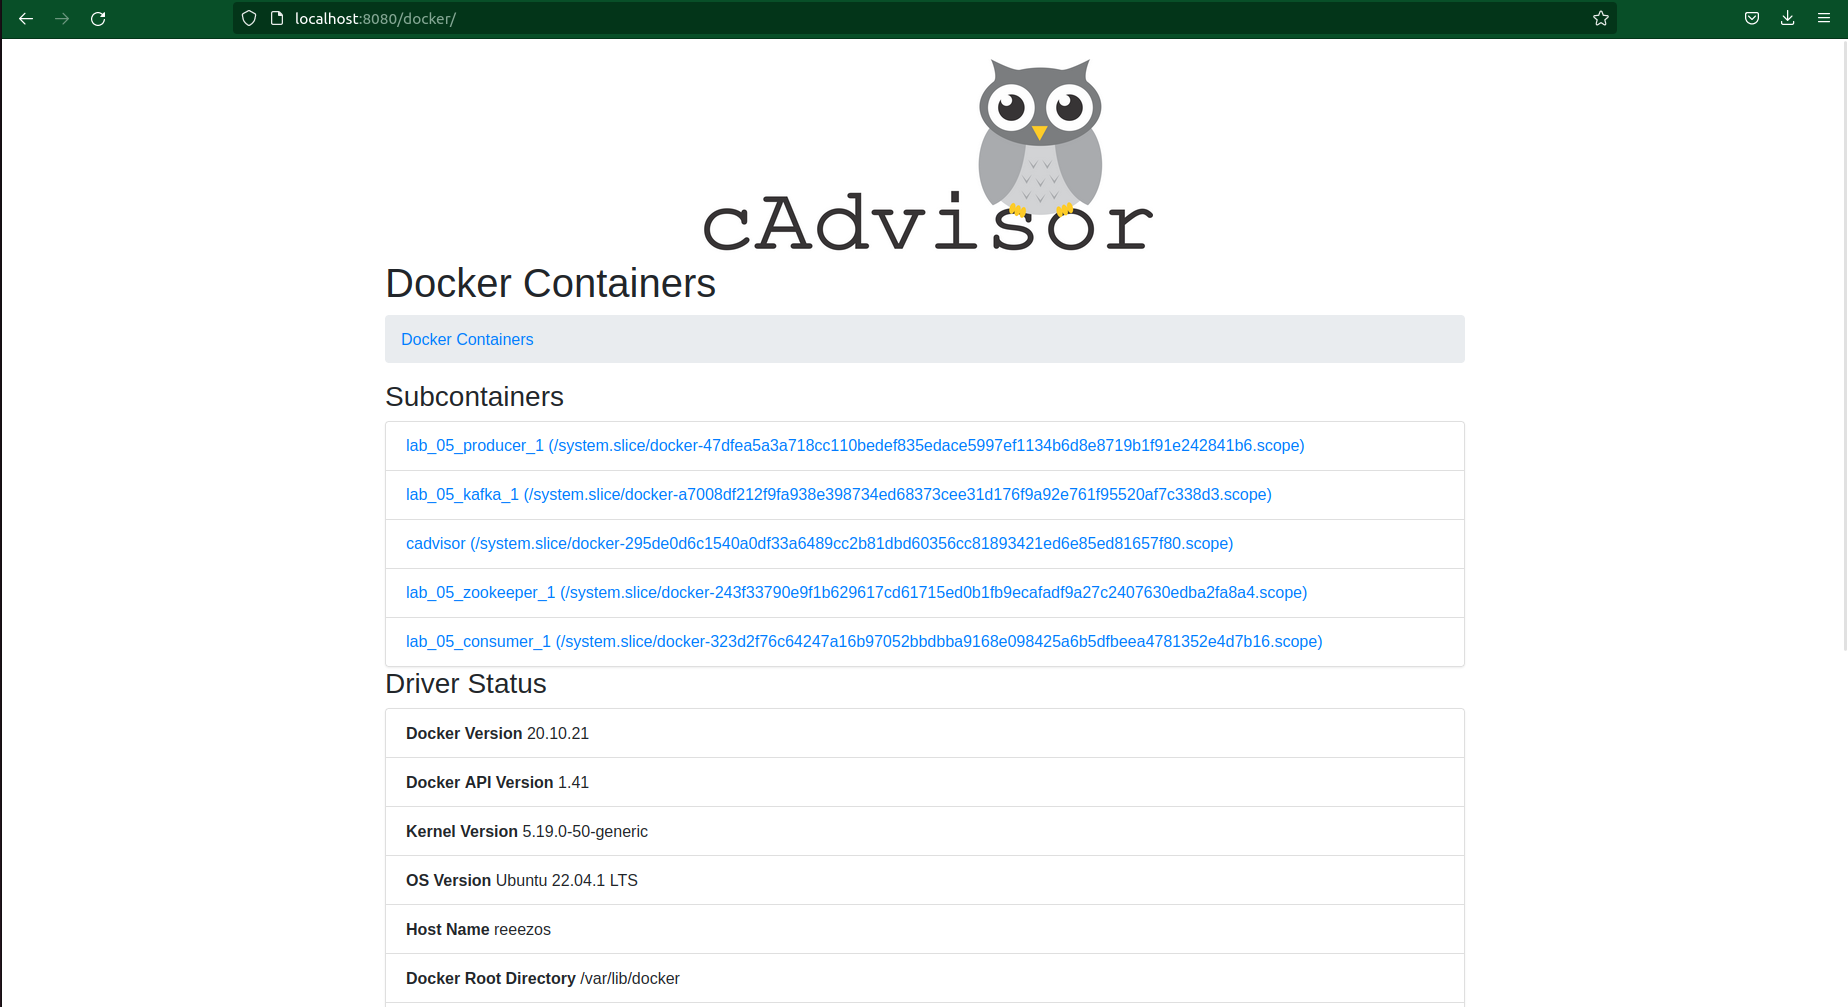 localhost:8080/docker/
cAdvisor
Docker Containers
Docker Containers
Subcontainers
lab_05_producer_1 (/system.slice/docker-47dfea5a3a718cc110bedef835edace5997ef1134b6d8e8719b1f91e242841b6.scope)
lab_05_kafka_1 (/system.slice/docker-a7008df212f9fa938e398734ed68373cee31d176f9a92e761f95520af7c338d3.scope)
cadvisor (/system.slice/docker-295de0d6c1540a0df33a6489cc2b81dbd60356cc81893421ed6e85ed81657f80.scope)
lab_05_zookeeper_1 (/system.slice/docker-243f33790e9f1b629617cd61715ed0b1fb9ecafadf9a27c2407630edba2fa8a4.scope)
lab_05_consumer_1 (/system.slice/docker-323d2f76c64247a16b97052bbdbba9168e098425a6b5dfbeea4781352e4d7b16.scope)
Driver Status
Docker Version 20.10.21
Docker API Version 1.41
Kernel Version 5.19.0-50-generic
OS Version Ubuntu 22.04.1 LTS
Host Name reeezos
Docker Root Directory /var/lib/docker